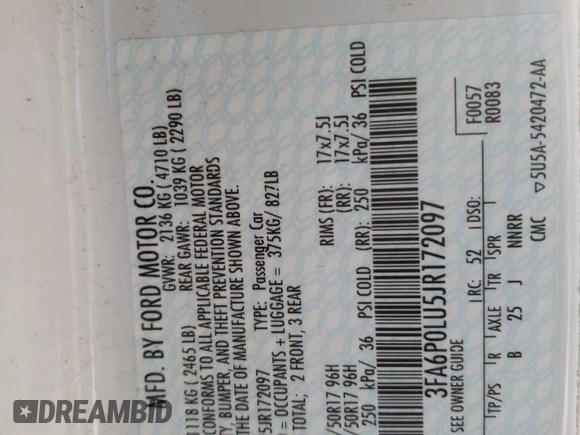 MFD. BY FORD MOTOR CO.
GVWR: 2136 KG ( 4710 LB)
1118 KG ( 2465 LB) REAR GAWR: 1039 KG ( 2290 LB)
CONFORMS TO ALL APPLICABLE FEDERAL MOTOR
TY, BUMPER, AND THEFT PREVENTION STANDARDS
THE DATE OF MANUFACTURE SHOWN ABOVE.
5JR172097 TYPE: Passenger Car
= OCCUPANTS + LUGGAGE = 375KG/ 827LB
TOTAL; 2 FRONT, 3 REAR
/50R17 96H RIMS (FR): 17x7.5J
/50R17 96H (RR): 17x7.5J
250 kPa/ 36 PSI COLD (RR): 250 kPa/ 36 PSI COLD
3FA6P0LU5JR172097
SEE OWNER GUIDE F0057
R0083
RC: 52 DSO:
TP/PS R AXLE TR SPR
B 25 J NNRR
CMC ▽5U5A-5420472-AA
DREAMBID